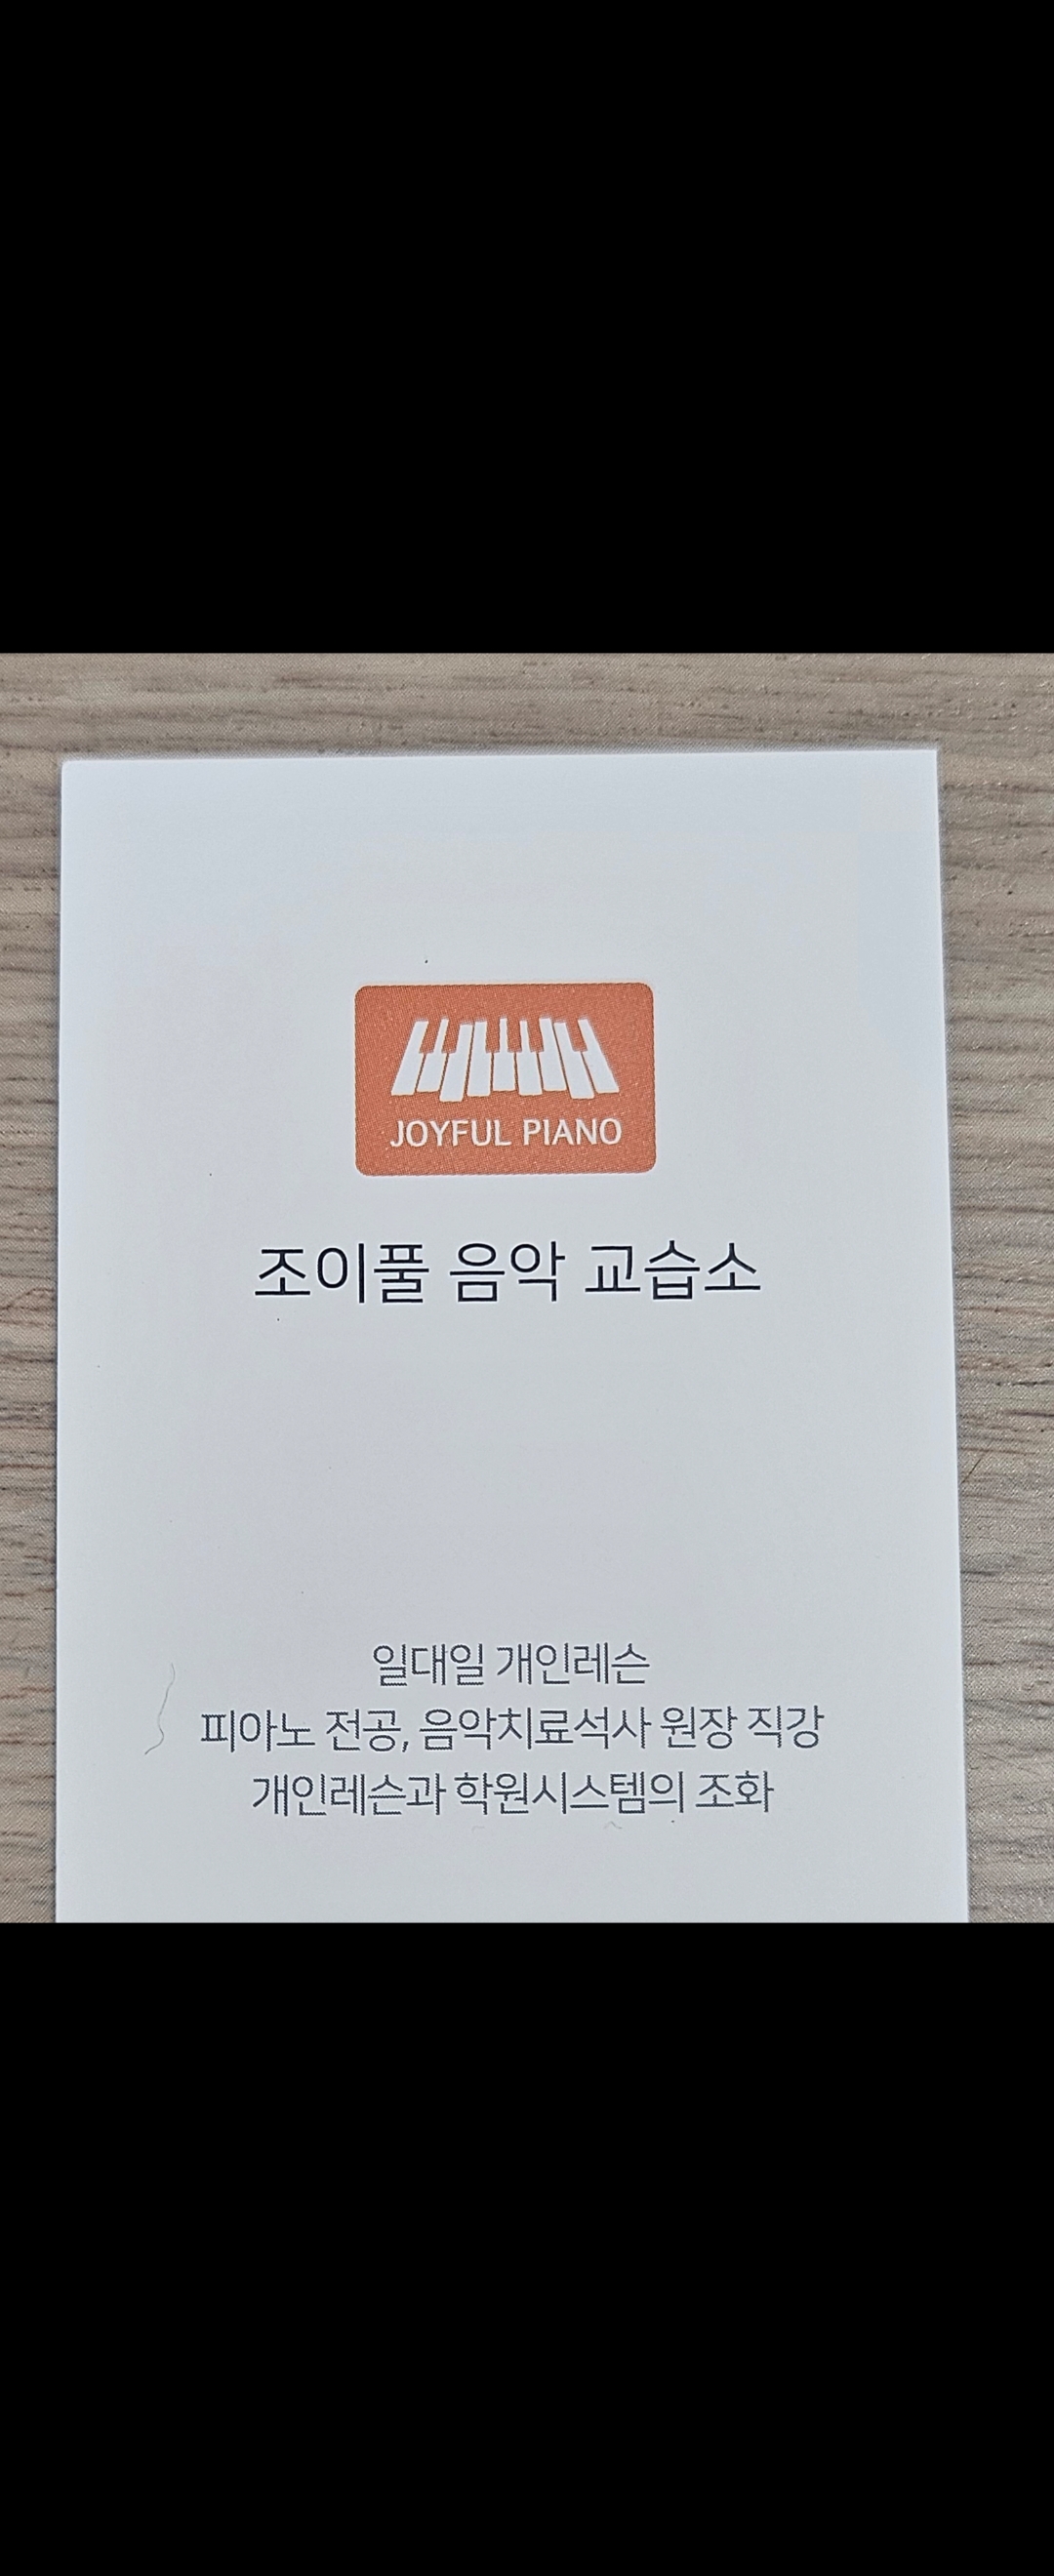 JOYFUL PIANO
조이풀 음악 교습소
일대일 개인레슨
피아노 전공, 음악치료석사 원장 직강
개인레슨과 학원시스템의 조화